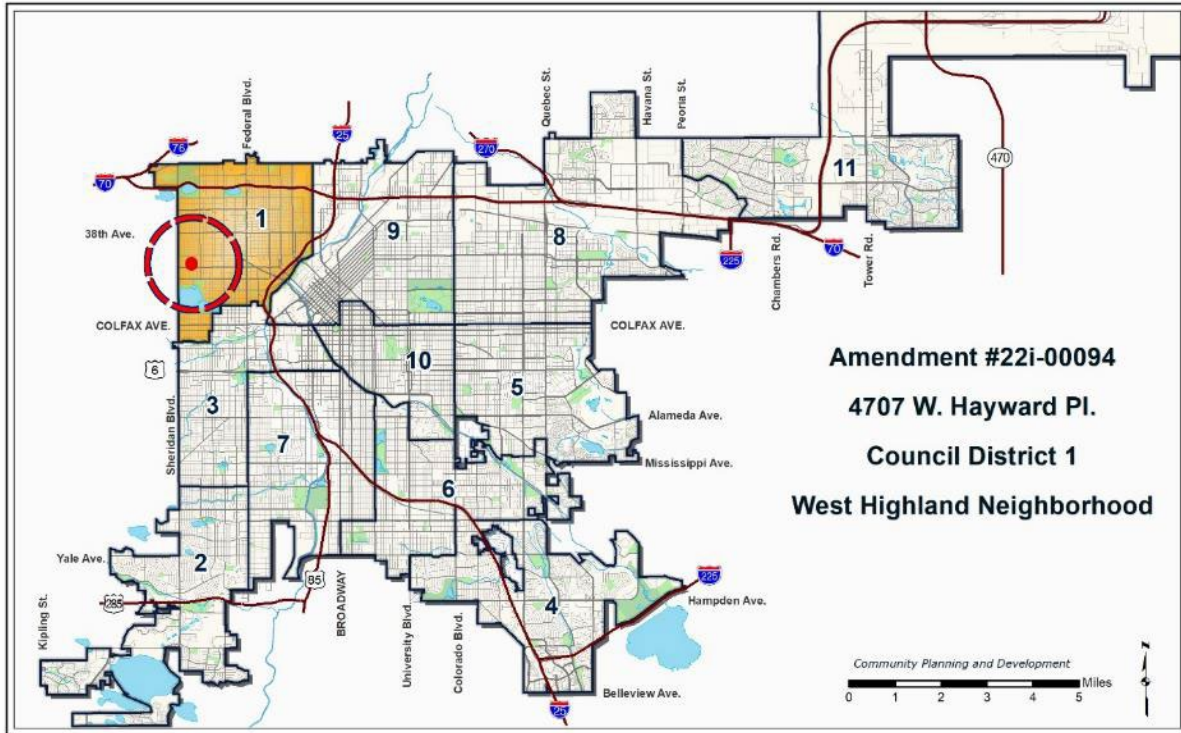 Federal Blvd.
25
Quebec St.
Havana St.
Peoria St.
76
270
470
70
11
1
9
8
38th Ave.
225
70
Chambers Rd.
Tower Rd.
COLFAX AVE.
COLFAX AVE.
6
10
Amendment #22i-00094
4707 W. Hayward Pl.
Council District 1
West Highland Neighborhood
3
5
Sheridan Blvd.
7
Alameda Ave.
Mississippi Ave.
6
Yale Ave.
2
85
BROADWAY
225
285
Hampden Ave.
4
Kipling St.
University Blvd.
Colorado Blvd.
Belleview Ave.
25
N
Community Planning and Development
0 1 2 3 4 5 Miles